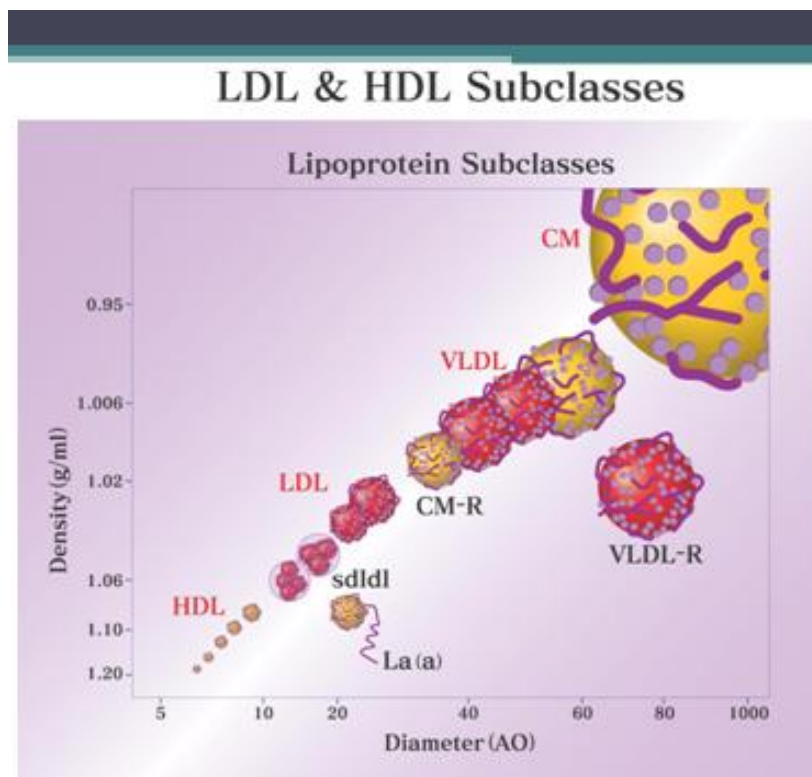 LDL & HDL Subclasses
Lipoprotein Subclasses
CM
0.95
VLDL
1.006
Density (g/ml)
1.02
LDL
CM-R
VLDL-R
1.06
sdldl
HDL
1.10
La (a)
1.20
5 10 20 40 60 80 1000
Diameter (AO)